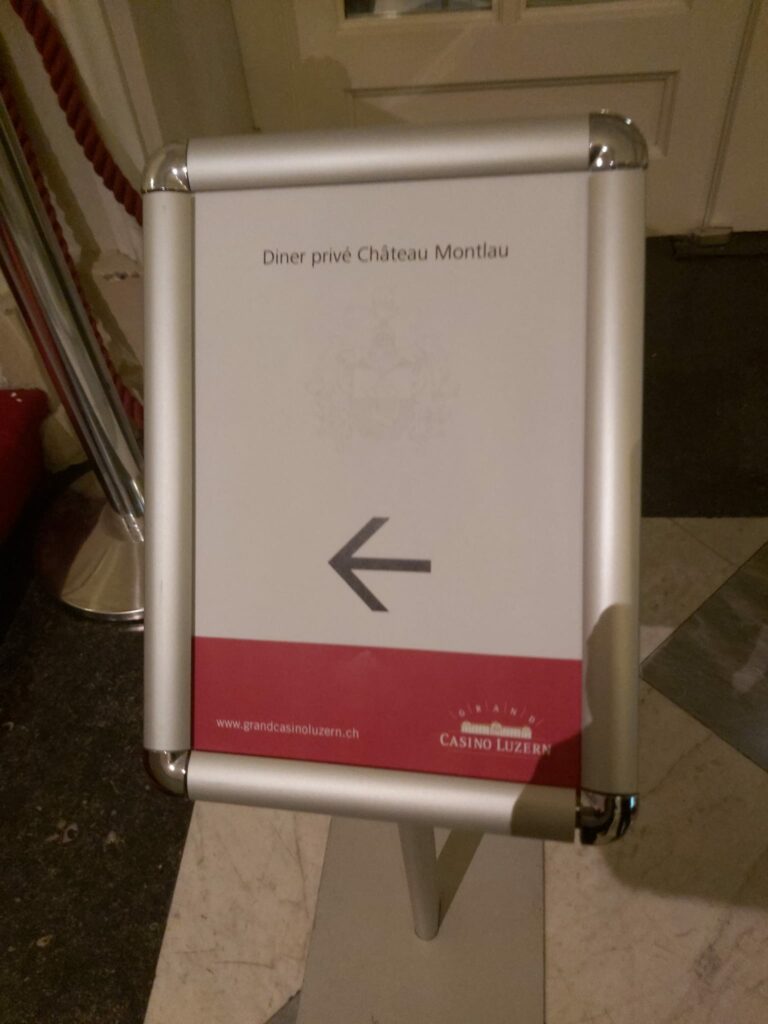 Diner privé Château Montlau
www.grandcasinoluzern.ch
GRAND
CASINO LUZERN